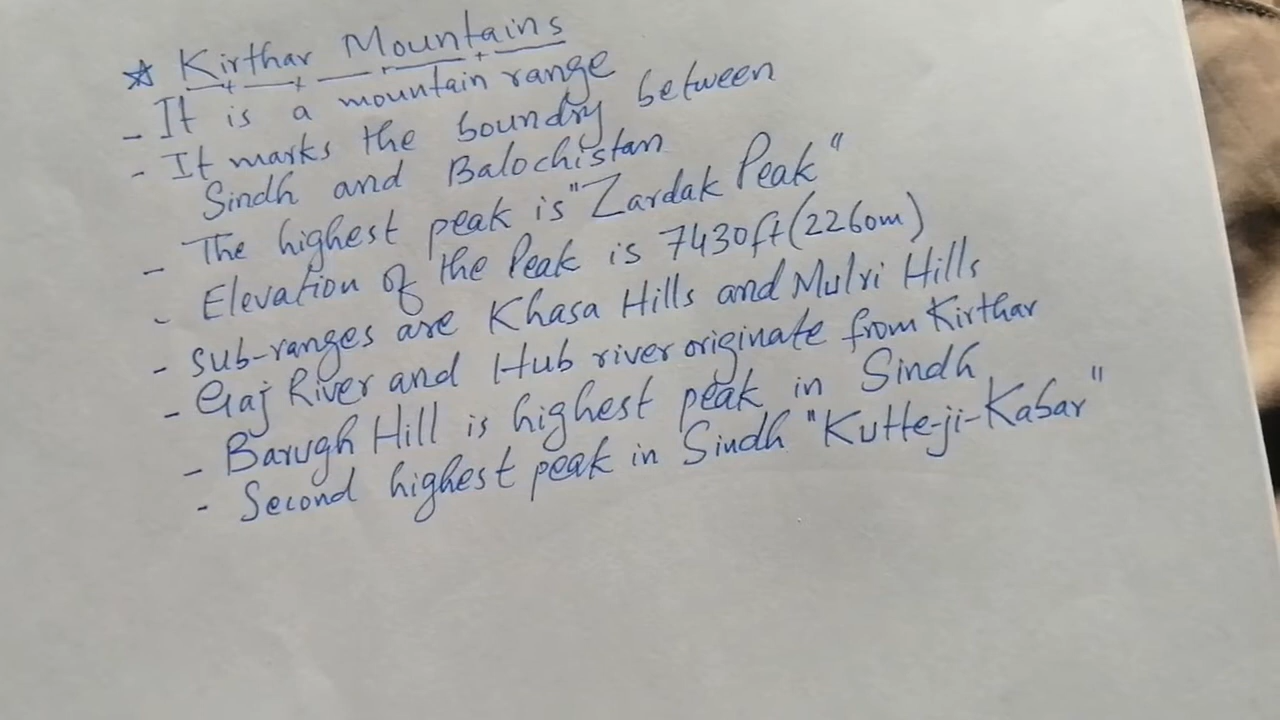 ☆ Kirthar Mountains
- It is a mountain range
- It marks the boundry between
Sindh and Balochistan
- The highest peak is "Zardak Peak"
- Elevation of the Peak is 7430ft (2260m)
- Sub-ranges are Khasa Hills and Mulri Hills
- Gaj River and Hub river originate from Kirthar
- Barugh Hill is highest peak in Sindh
- Second highest peak in Sindh "Kutte-ji-Kabar"